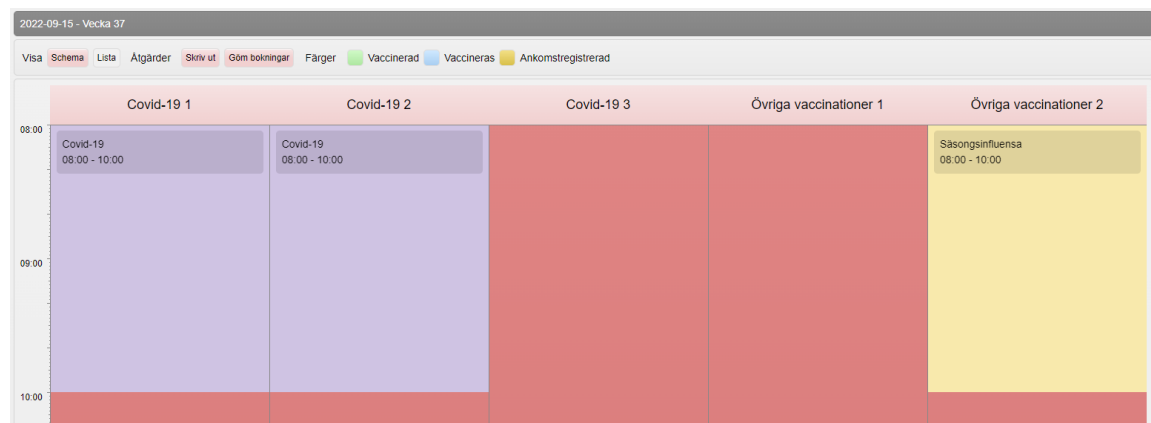 2022-09-15 - Vecka 37
Visa Schema Lista Åtgärder Skriv ut Göm bokningar Färger Vaccinerad Vaccineras Ankomstregistrerad
Covid-19 1 Covid-19 2 Covid-19 3 Övriga vaccinationer 1 Övriga vaccinationer 2
08:00
Covid-19 Covid-19 Säsongsinfluensa
08:00 - 10:00 08:00 - 10:00 08:00 - 10:00
09:00
10:00